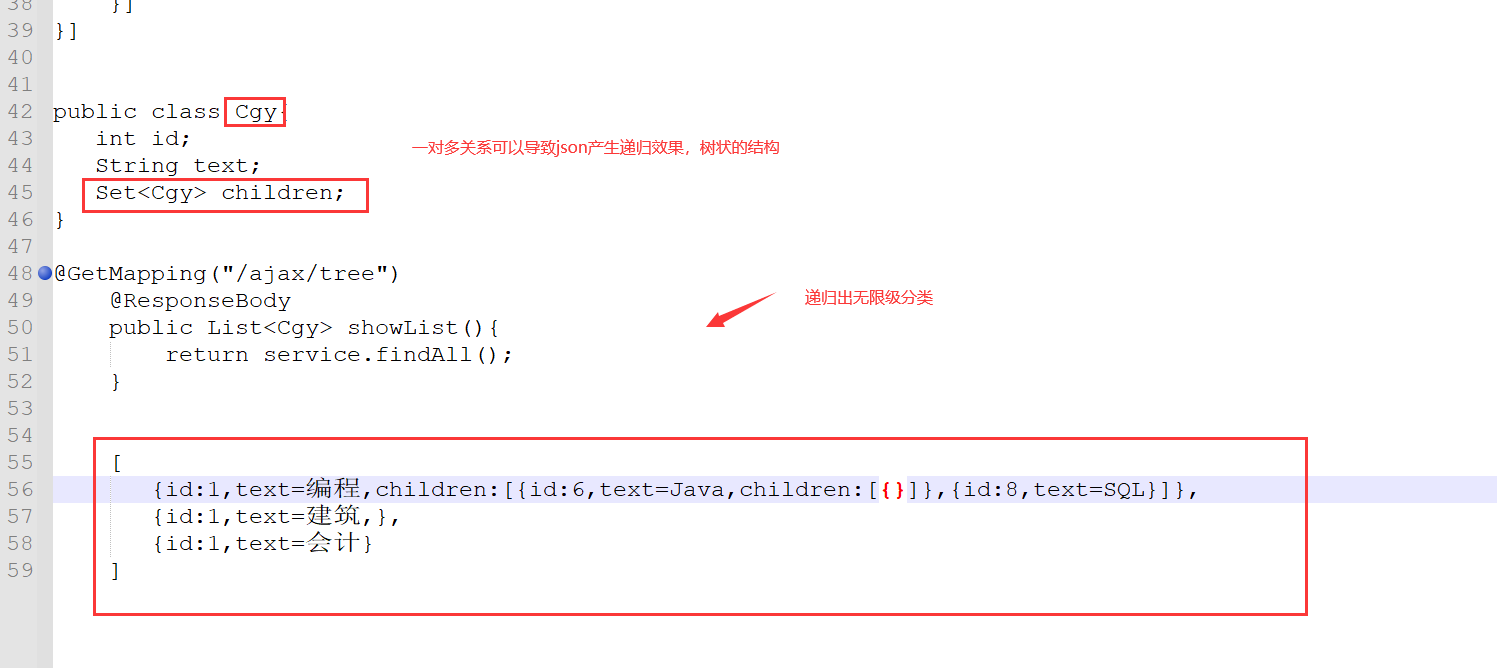 38 }]
39 }]
40
41
42 public class Cgy{
43 int id;
一对多关系可以导致json产生递归效果，树状的结构
44 String text;
45 Set<Cgy> children;
46 }
47
48 @GetMapping("/ajax/tree")
49 @ResponseBody
递归出无限级分类
50 public List<Cgy> showList(){
51 return service.findAll();
52 }
53
54
55 [
56 {id:1,text=编程,children:[{id:6,text=Java,children:[{}]},{id:8,text=SQL}]},
57 {id:1,text=建筑,},
58 {id:1,text=会计}
59 ]